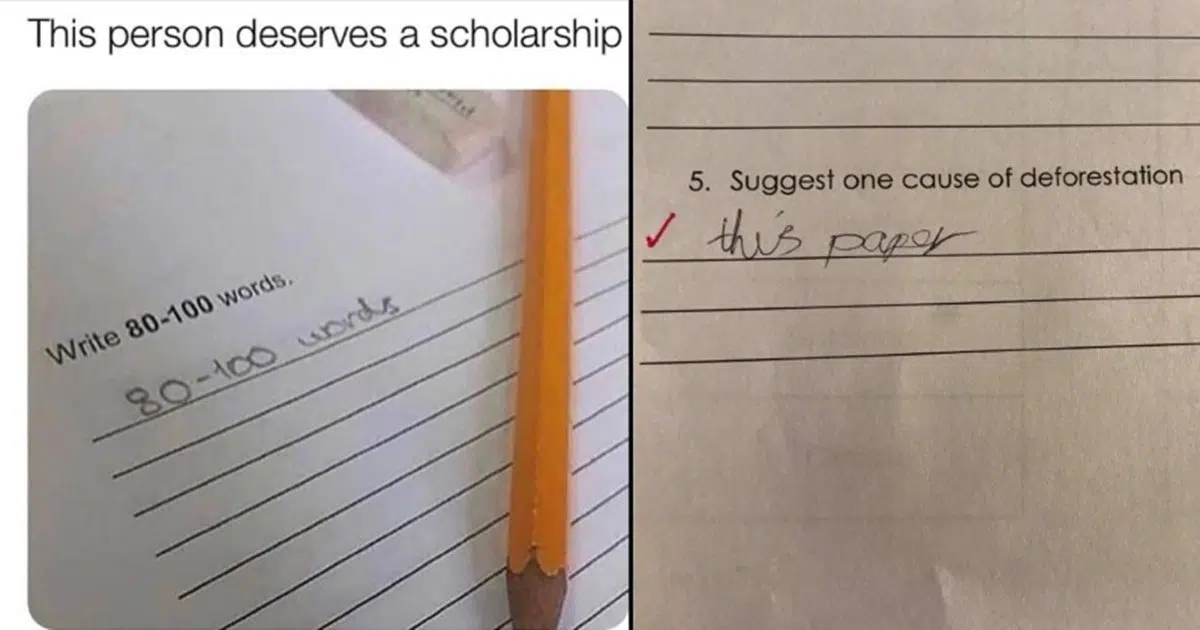 This person deserves a scholarship
Write 80-100 words.
80-100 words
5. Suggest one cause of deforestation
✓ this paper